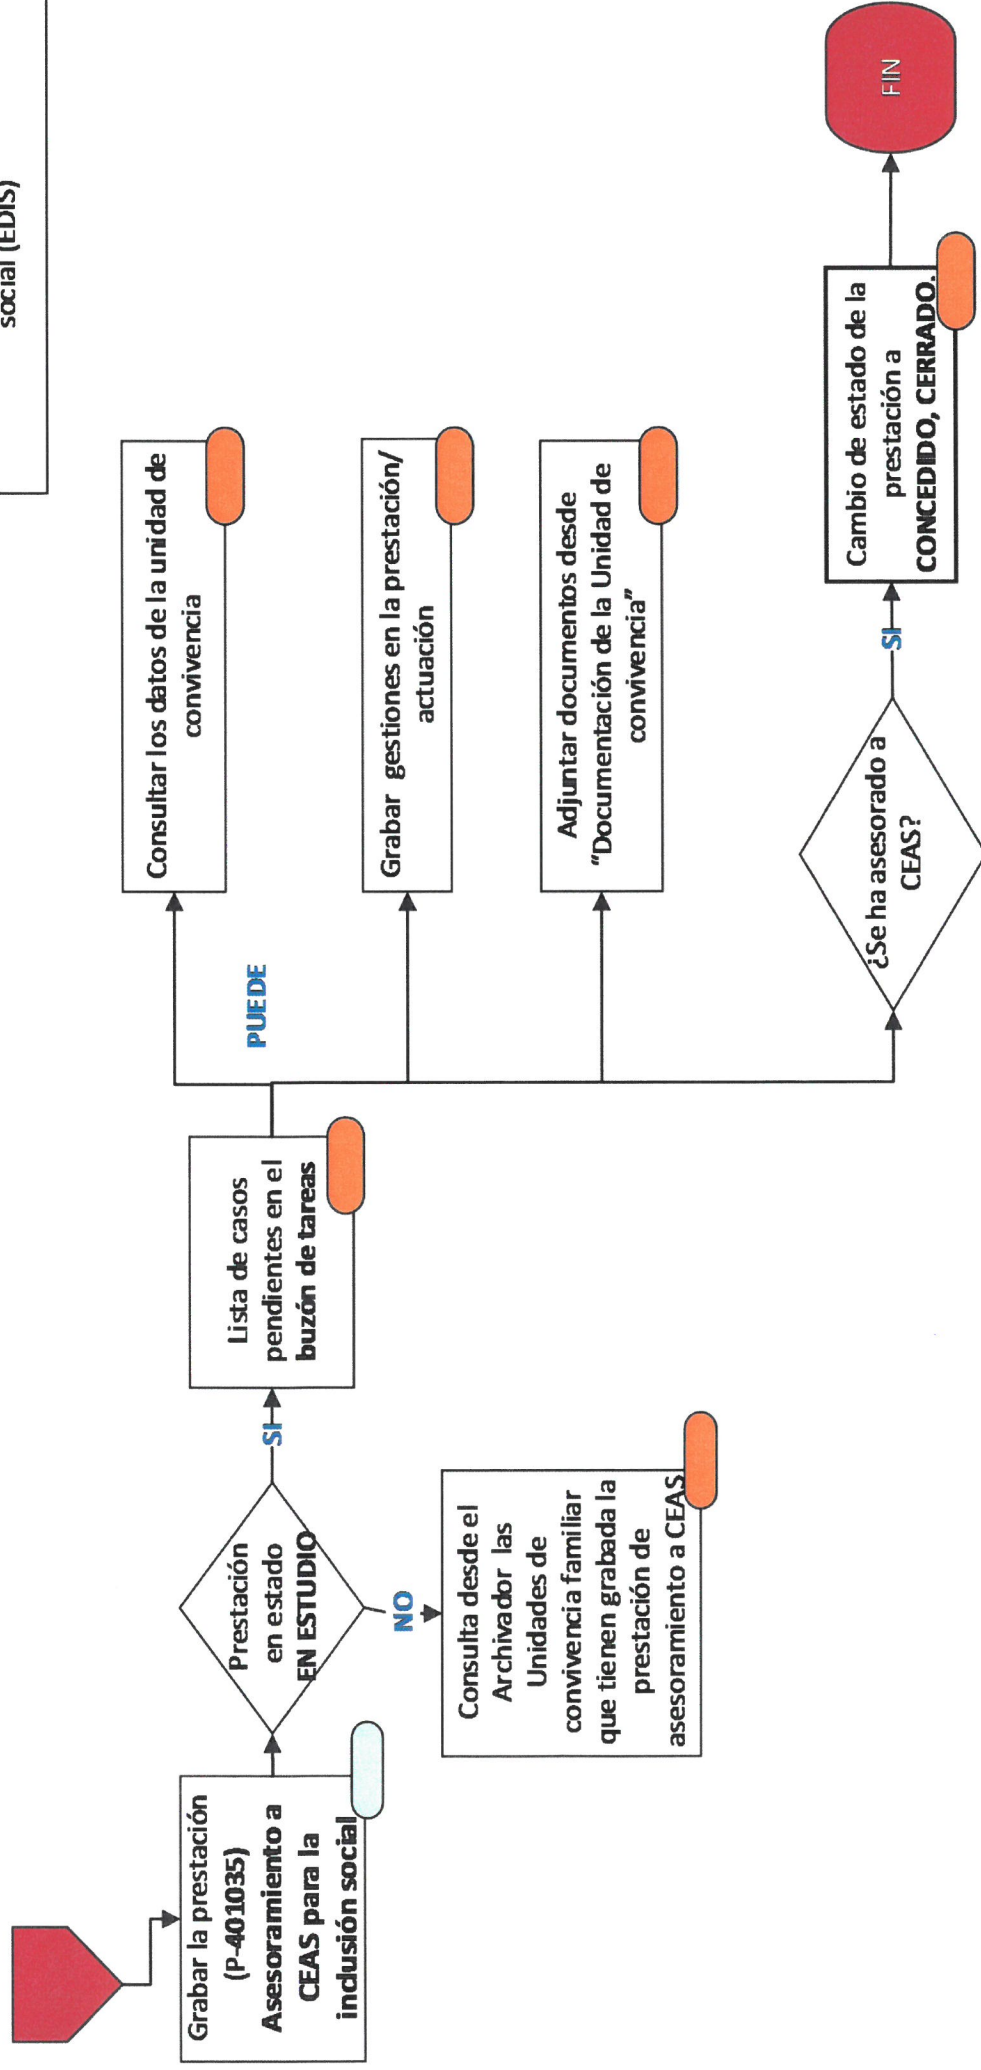 social (EDIS)
Grabar la prestación
(P-401035)
Asesoramiento a
CEAS para la
inclusión social
Prestación
en estado
EN ESTUDIO
SI
NO
Consulta desde el
Archivador las
Unidades de
convivencia familiar
que tienen grabada la
prestación de
asesoramiento a CEAS
Lista de casos
pendientes en el
buzón de tareas
PUEDE
Consultar los datos de la unidad de
convivencia
Grabar gestiones en la prestación/
actuación
Adjuntar documentos desde
"Documentación de la Unidad de
convivencia"
¿Se ha asesorado a
CEAS?
SI
Cambio de estado de la
prestación a
CONCEDIDO, CERRADO.
FIN